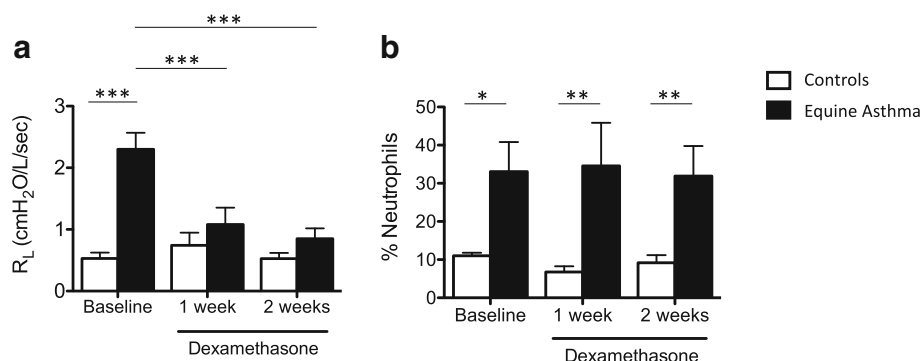 a
***
***
***
R_L (cmH₂O/L/sec)
3
2
1
0
Baseline
1 week
2 weeks
Dexamethasone
b
*
**
**
% Neutrophils
50
40
30
20
10
0
Baseline
1 week
2 weeks
Dexamethasone
Controls
Equine Asthma